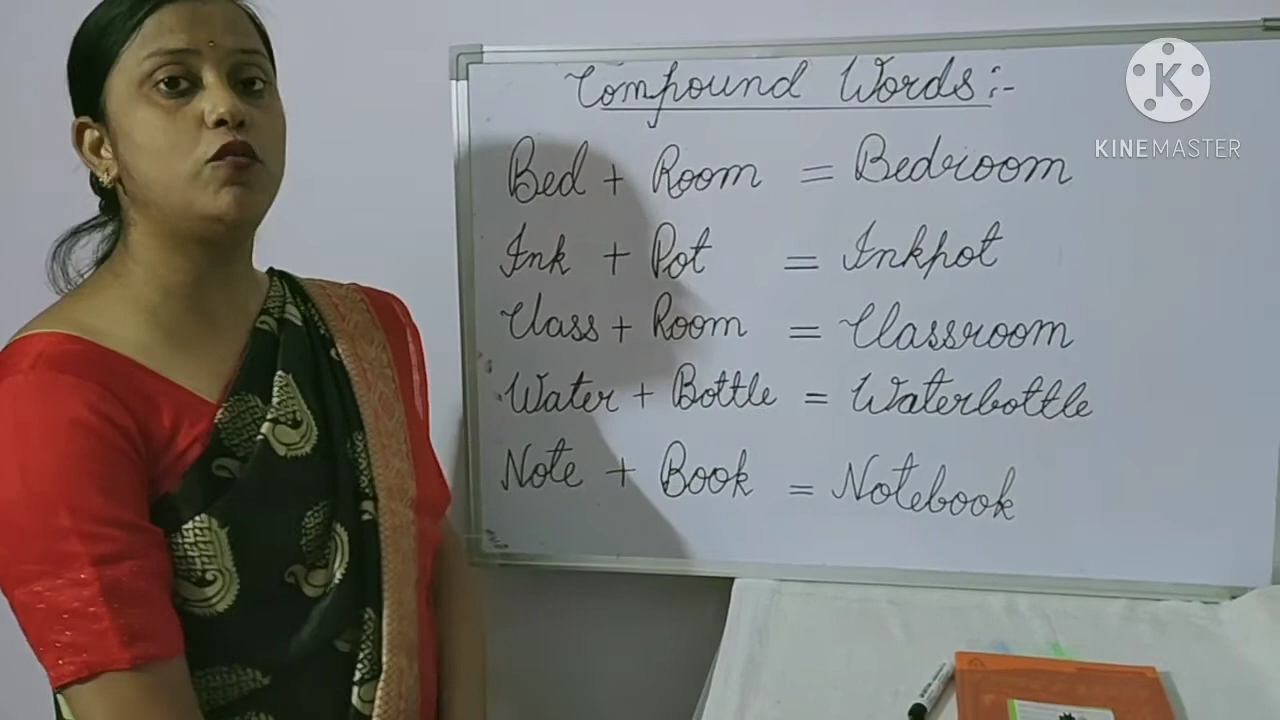 Compound Words:-
KINEMASTER
Bed + Room = Bedroom
Ink + Pot = Inkpot
Class + Room = Classroom
Water + Bottle = Waterbottle
Note + Book = Notebook